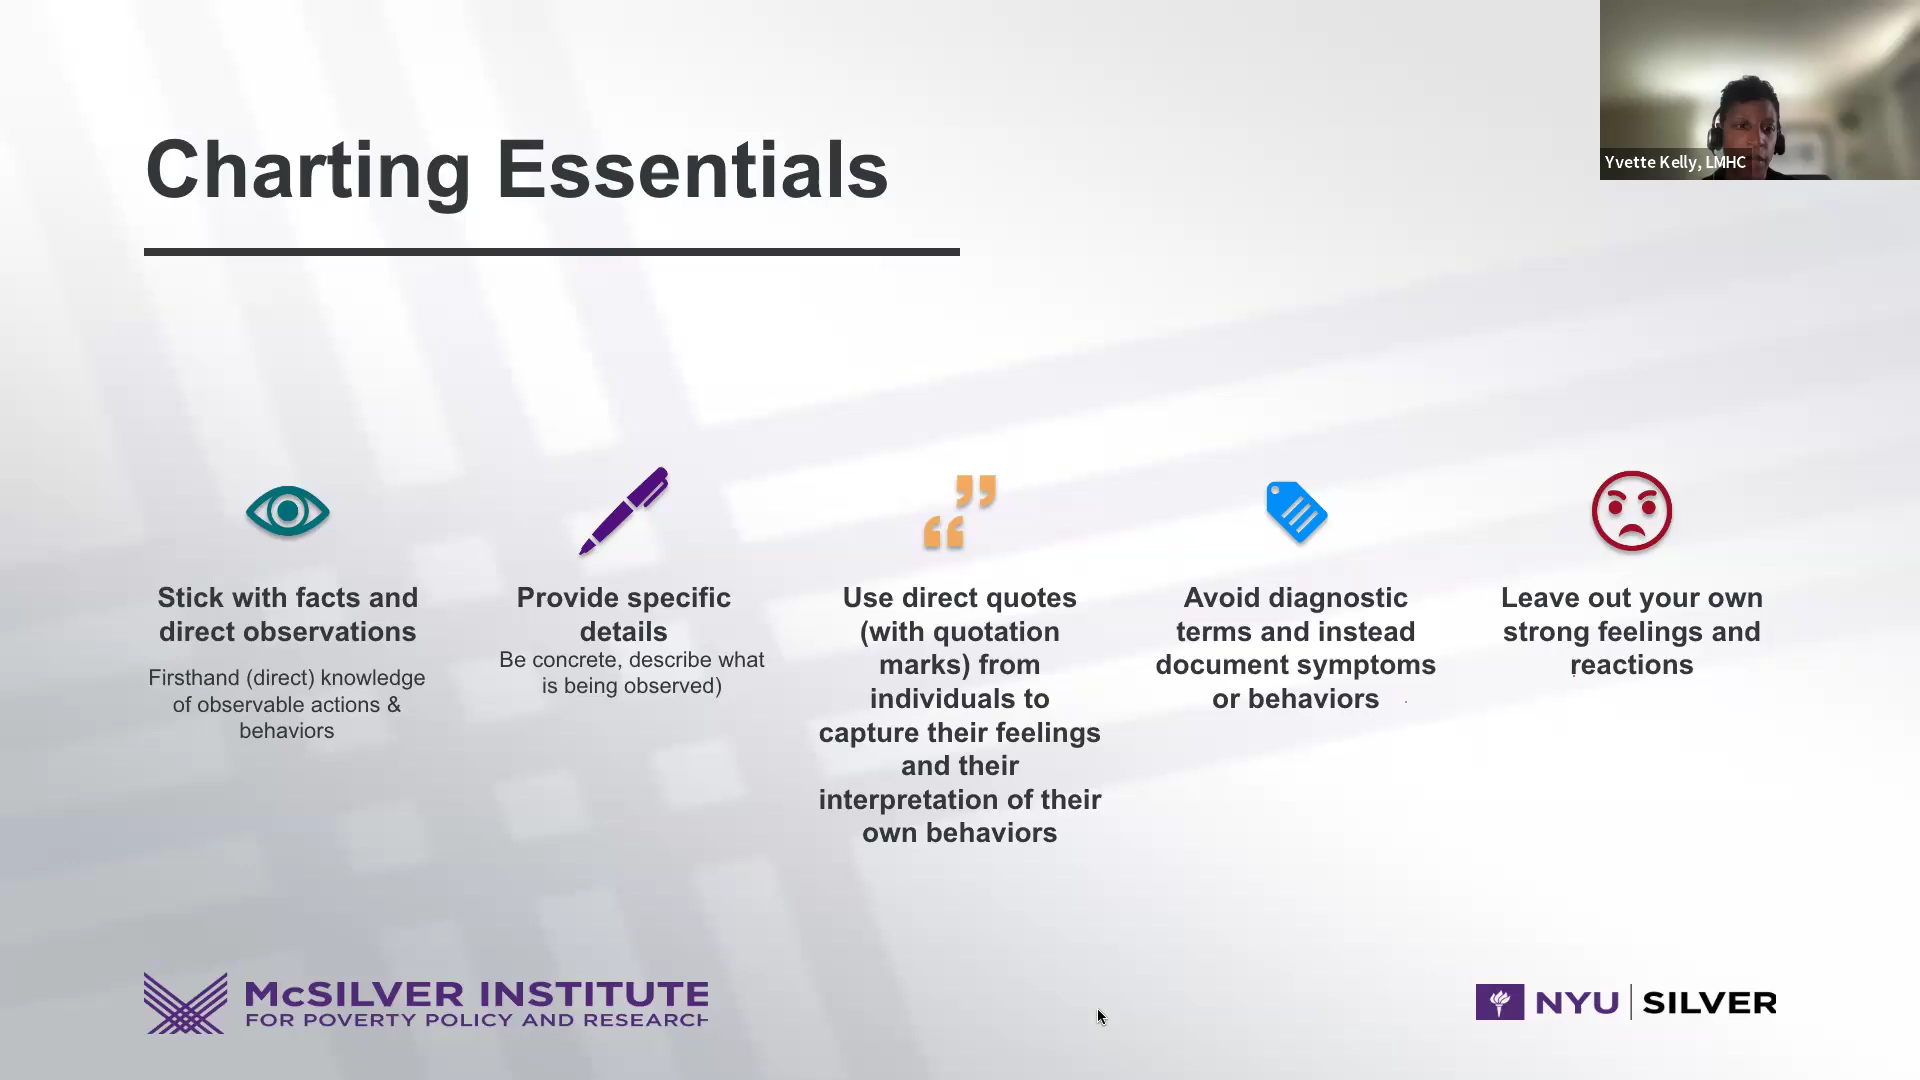 Charting Essentials
Yvette Kelly, LMHC
Stick with facts and
direct observations
Firsthand (direct) knowledge
of observable actions &
behaviors
Provide specific
details
Be concrete, describe what
is being observed)
Use direct quotes
(with quotation
marks) from
individuals to
capture their feelings
and their
interpretation of their
own behaviors
Avoid diagnostic
terms and instead
document symptoms
or behaviors
Leave out your own
strong feelings and
reactions
McSILVER INSTITUTE
FOR POVERTY POLICY AND RESEARCH
NYU SILVER